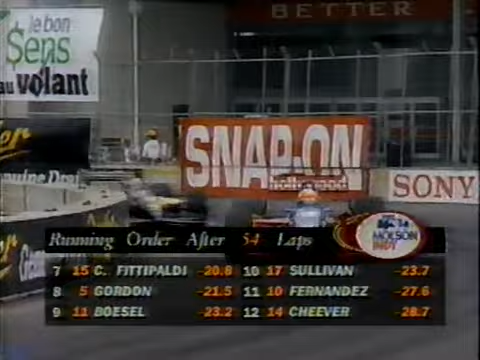 le bon
$ens
au volant
BETTER
SNAP-ON
hollywood
SONY
Running Order After 54 Laps
MOLSON
INDY
7 15 C. FITTIPALDI -20.8
8 5 GORDON -21.5
9 11 BOESEL -23.2
10 17 SULLIVAN -23.7
11 10 FERNANDEZ -27.6
12 14 CHEEVER -28.7